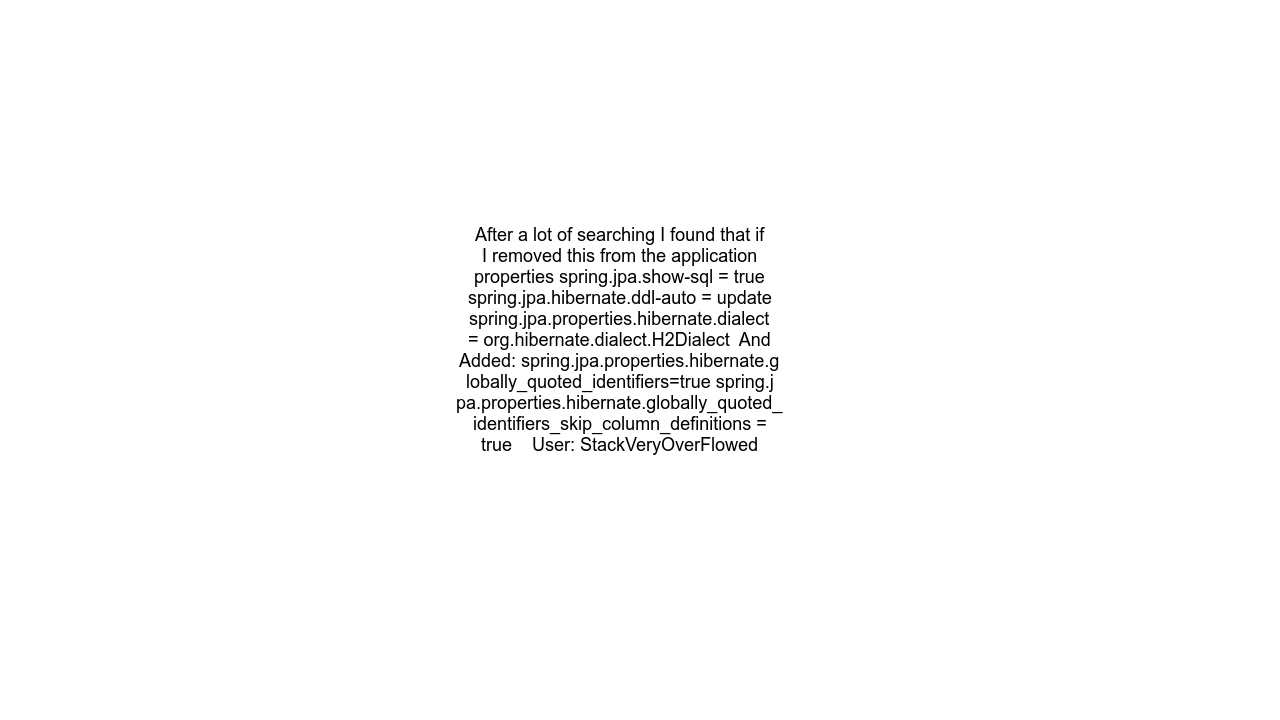 After a lot of searching I found that if
I removed this from the application
properties spring.jpa.show-sql = true
spring.jpa.hibernate.ddl-auto = update
spring.jpa.properties.hibernate.dialect
= org.hibernate.dialect.H2Dialect  And
Added: spring.jpa.properties.hibernate.g
lobally_quoted_identifiers=true spring.j
pa.properties.hibernate.globally_quoted_
identifiers_skip_column_definitions =
true    User: StackVeryOverFlowed